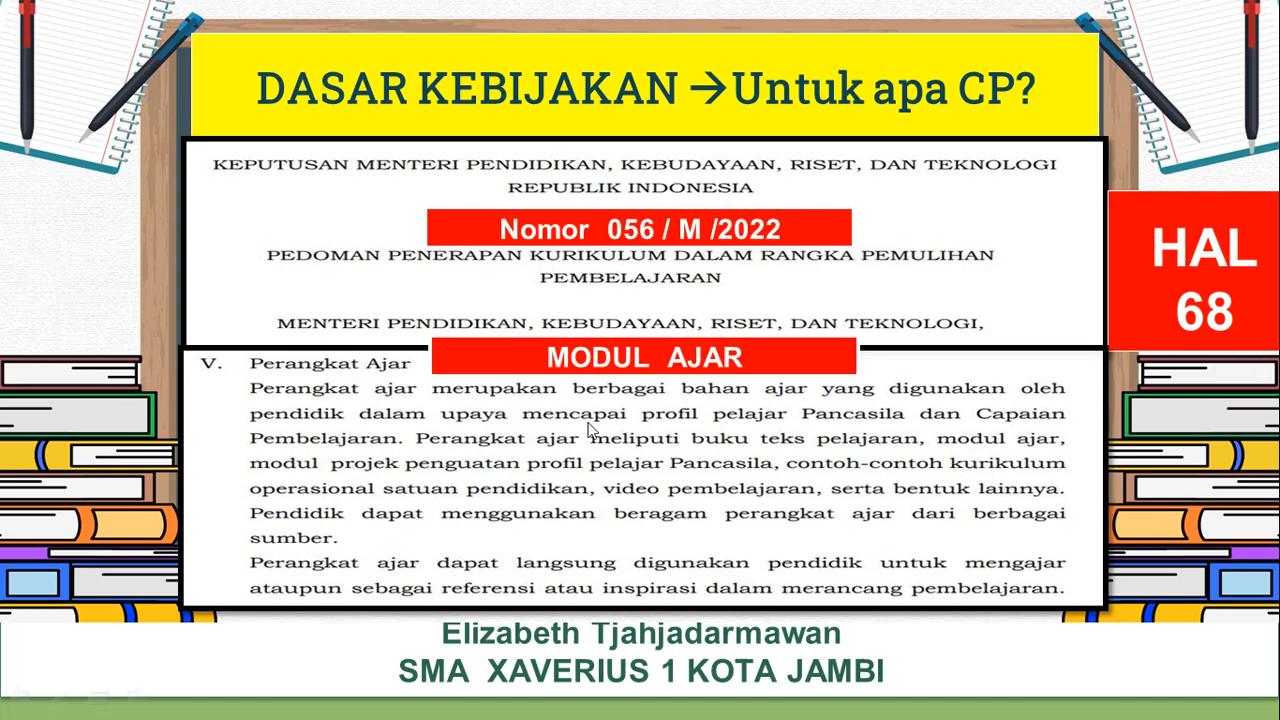 DASAR KEBIJAKAN →Untuk apa CP?
KEPUTUSAN MENTERI PENDIDIKAN, KEBUDAYAAN, RISET, DAN TEKNOLOGI
REPUBLIK INDONESIA
Nomor 056 / M /2022
PEDOMAN PENERAPAN KURIKULUM DALAM RANGKA PEMULIHAN
PEMBELAJARAN
MENTERI PENDIDIKAN, KEBUDAYAAN, RISET, DAN TEKNOLOGI,
HAL
68
MODUL AJAR
V. Perangkat Ajar
Perangkat ajar merupakan berbagai bahan ajar yang digunakan oleh
pendidik dalam upaya mencapai profil pelajar Pancasila dan Capaian
Pembelajaran. Perangkat ajar meliputi buku teks pelajaran, modul ajar,
modul projek penguatan profil pelajar Pancasila, contoh-contoh kurikulum
operasional satuan pendidikan, video pembelajaran, serta bentuk lainnya.
Pendidik dapat menggunakan beragam perangkat ajar dari berbagai
sumber.
Perangkat ajar dapat langsung digunakan pendidik untuk mengajar
ataupun sebagai referensi atau inspirasi dalam merancang pembelajaran.
Elizabeth Tjahjadarmawan
SMA XAVERIUS 1 KOTA JAMBI